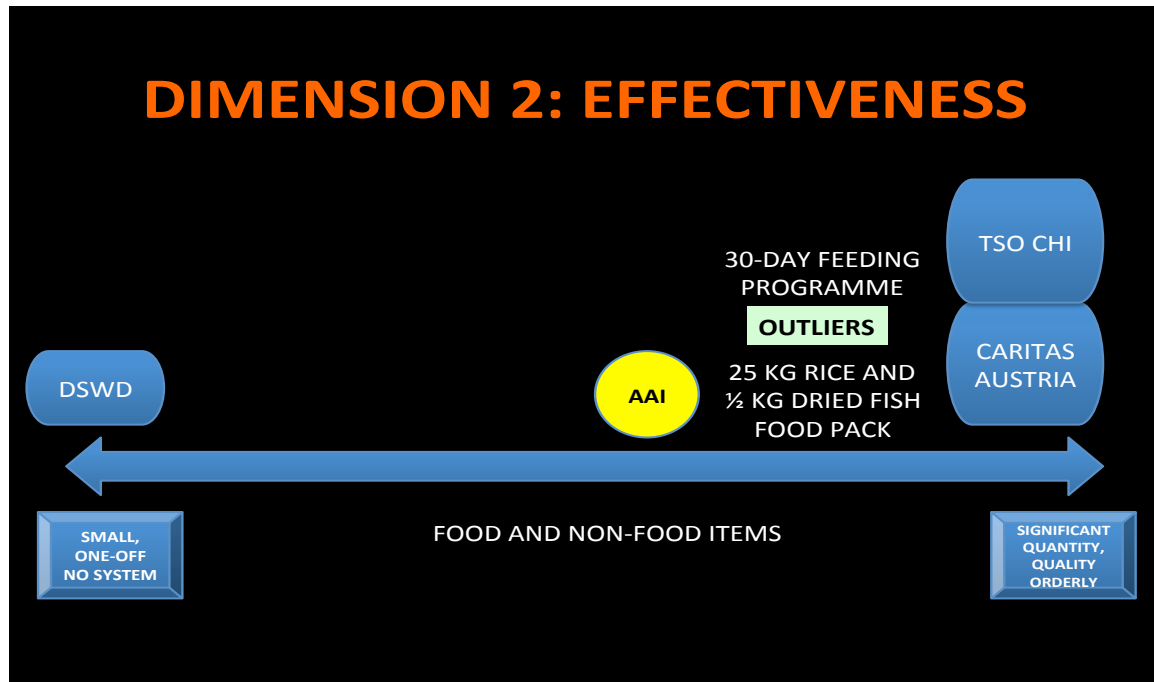 DIMENSION 2: EFFECTIVENESS
TSO CHI
30-DAY FEEDING
PROGRAMME
OUTLIERS
CARITAS
AUSTRIA
DSWD
AAI
25 KG RICE AND
½ KG DRIED FISH
FOOD PACK
SMALL,
ONE-OFF
NO SYSTEM
FOOD AND NON-FOOD ITEMS
SIGNIFICANT
QUANTITY,
QUALITY
ORDERLY